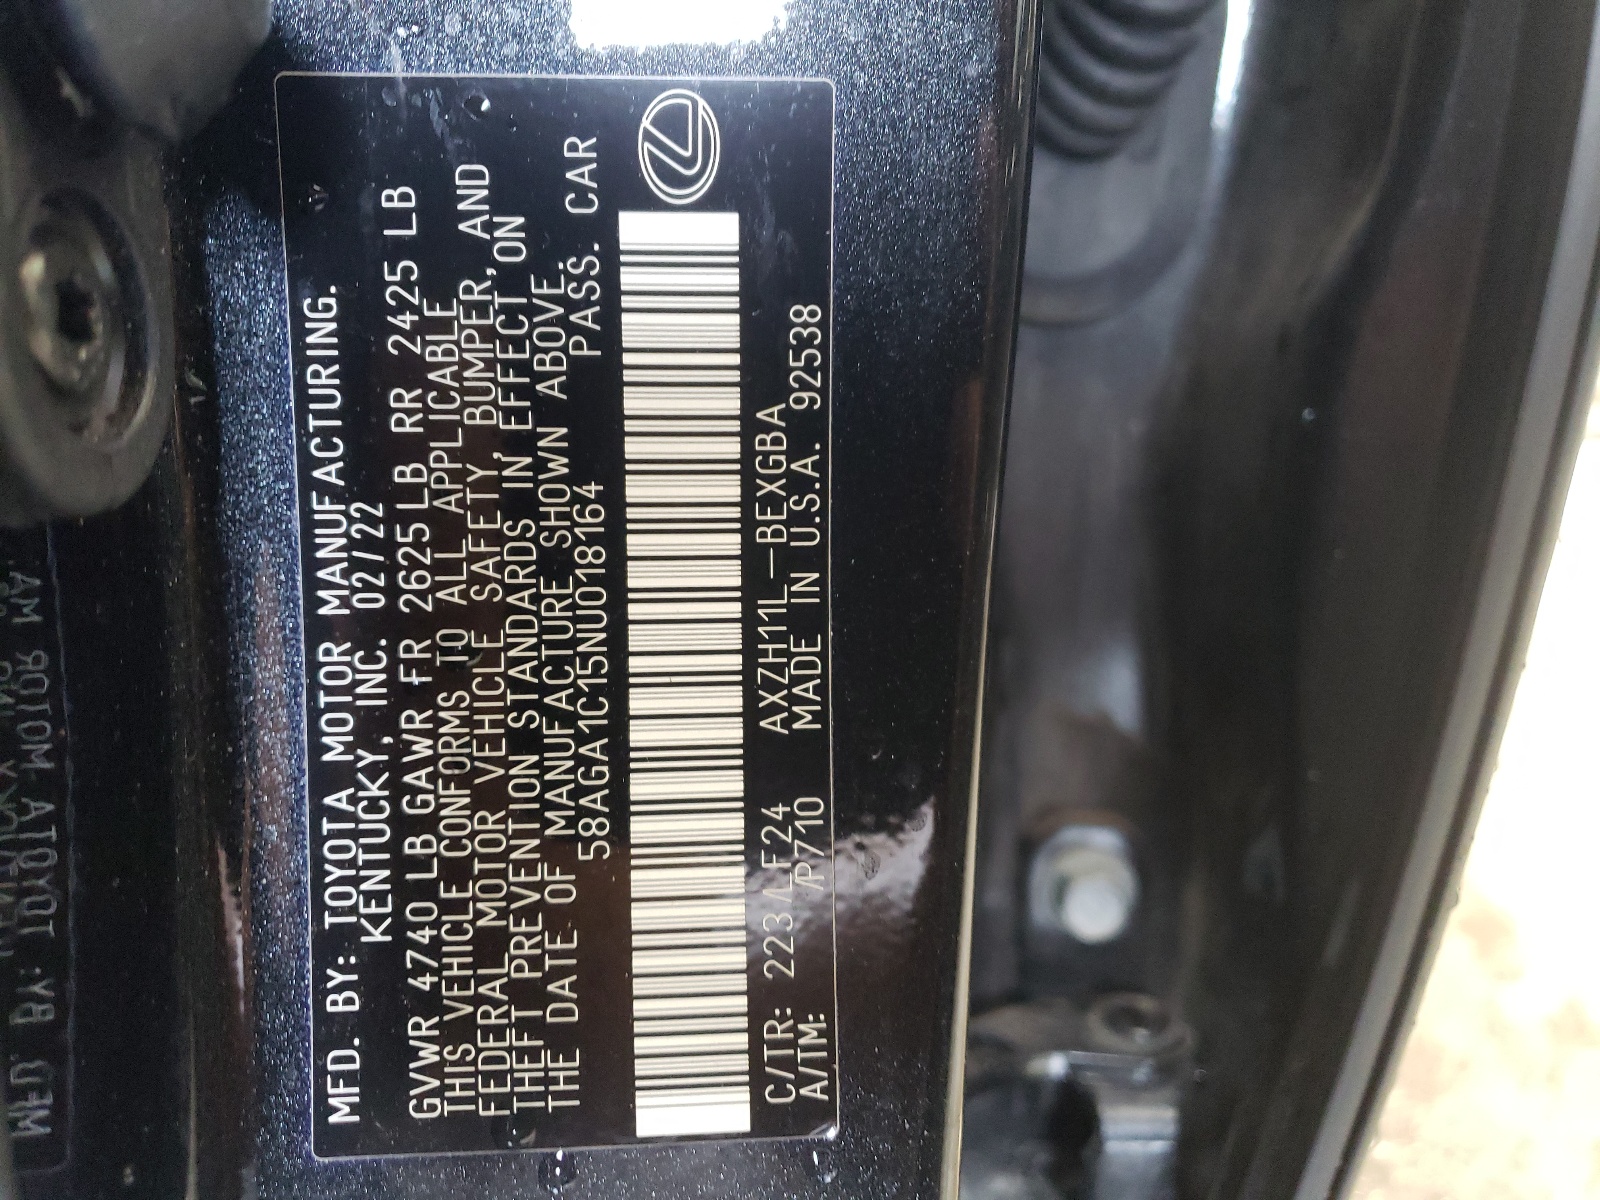 MFD. BY: TOYOTA MOTOR MANUFACTURING.
KENTUCKY, INC. 02/22
GVWR 4740 LB GAWR FR 2625 LB RR 2425 LB
THIS VEHICLE CONFORMS TO ALL APPLICABLE
FEDERAL MOTOR VEHICLE SAFETY, BUMPER, AND
THEFT PREVENTION STANDARDS IN EFFECT ON
THE DATE OF MANUFACTURE SHOWN ABOVE.
58AGA1C15NU018164 PASS. CAR
C/TR: 223/LF24 AXZH11L-BEXGBA
A/TM: /P710 MADE IN U.S.A. 92538